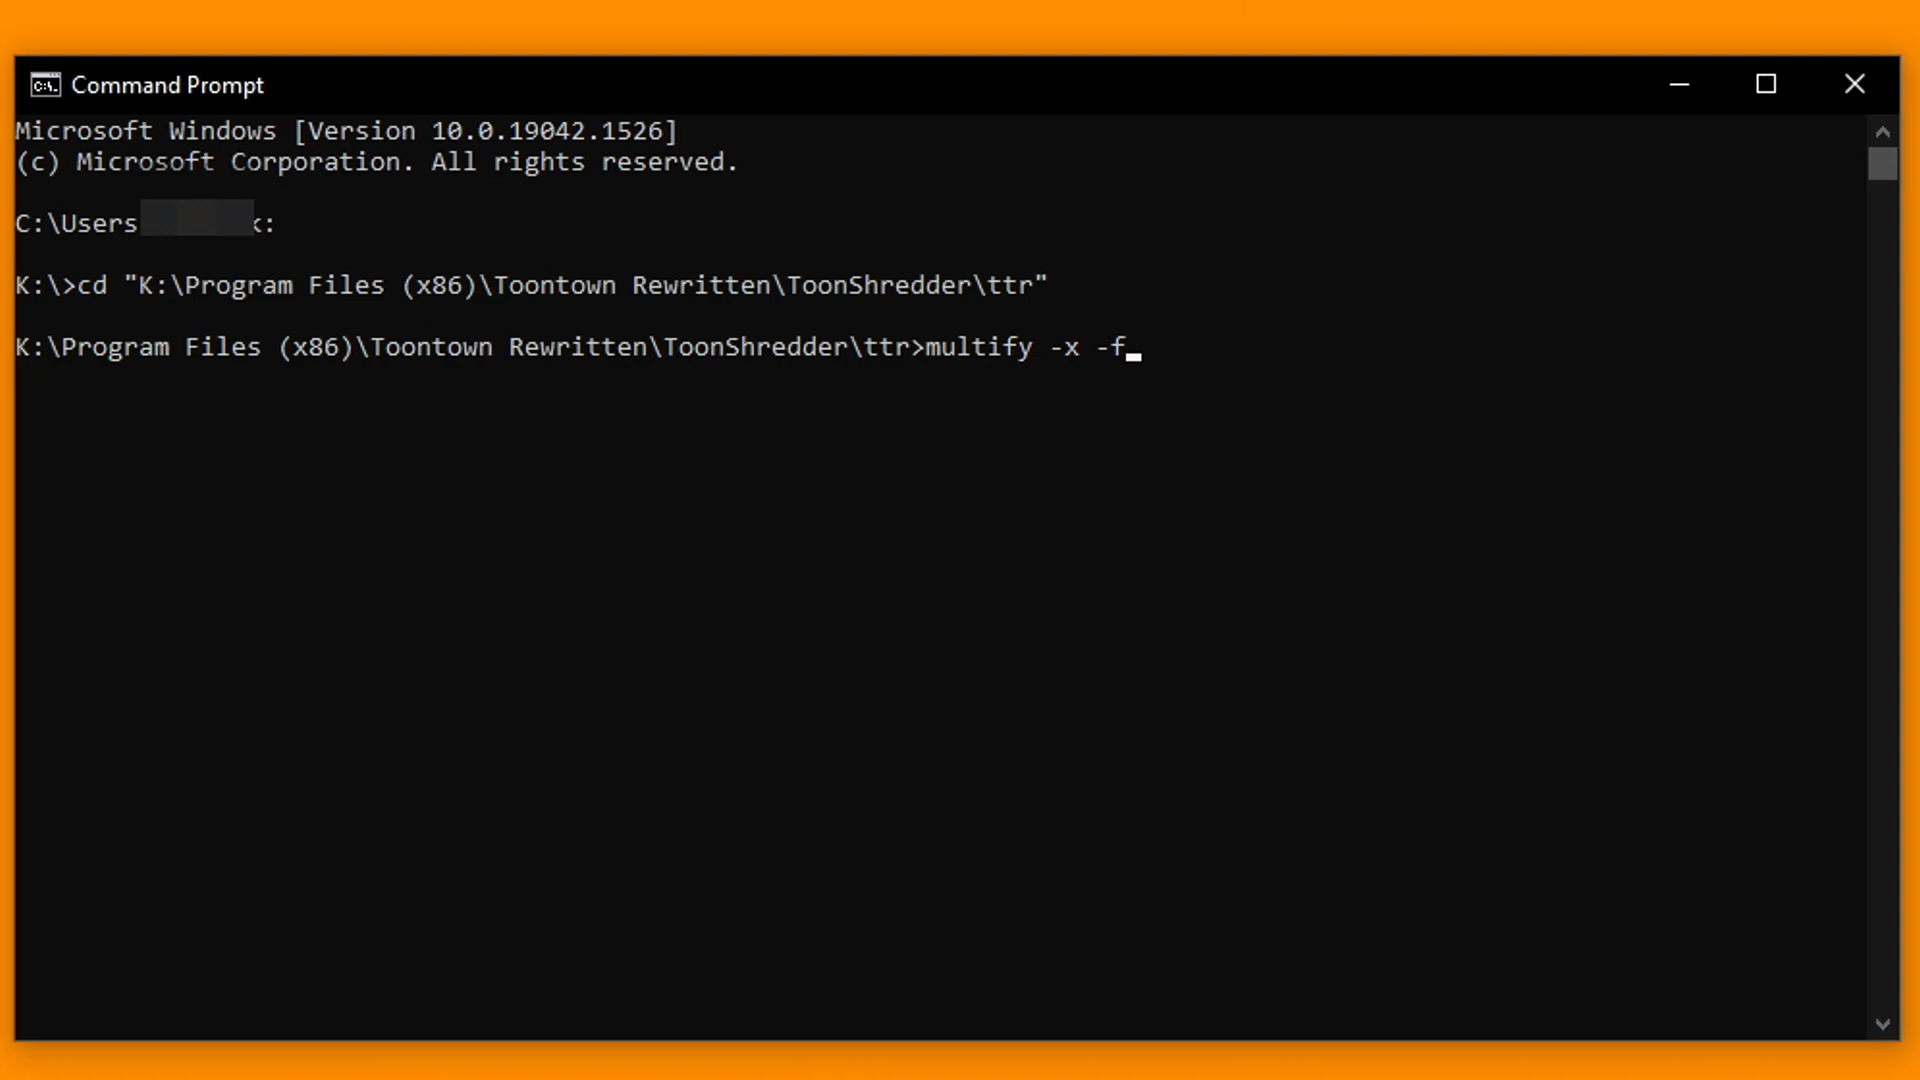 Command Prompt
Microsoft Windows [Version 10.0.19042.1526]
(c) Microsoft Corporation. All rights reserved.
C:\Users k:
K:\>cd "K:\Program Files (x86)\Toontown Rewritten\ToonShredder\ttr"
K:\Program Files (x86)\Toontown Rewritten\ToonShredder\ttr>multify -x -f